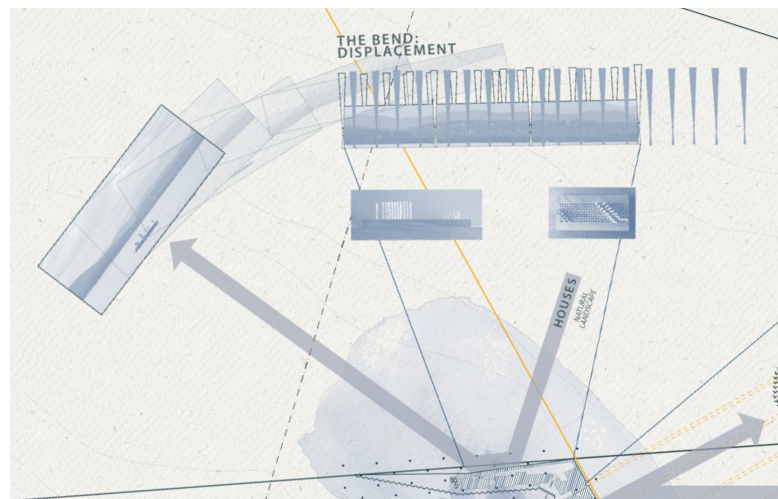 THE BEND:
DISPLACEMENT
HOUSES
NATURAL
LANDSCAPE